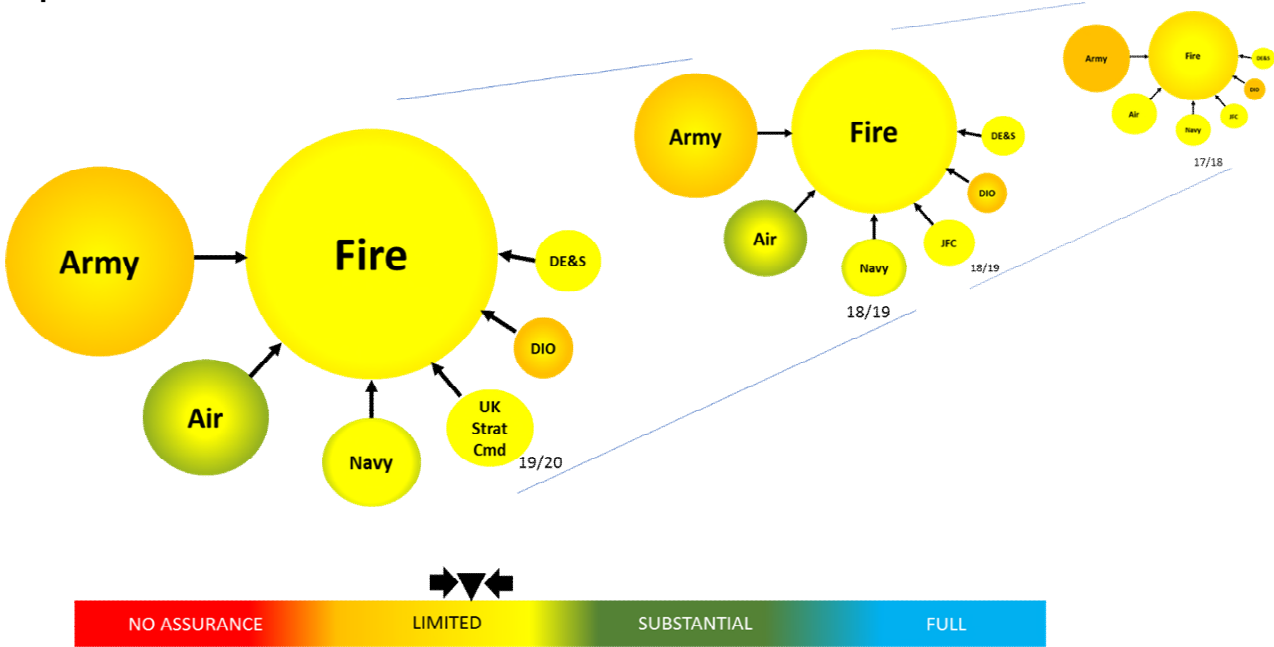 Army
Fire
DE&S
DIO
UK
Strat
Cmd
Navy
Air
19/20
Army
Fire
DE&S
DIO
JFC
Navy
Air
18/19
18/19
Army
Fire
DE&S
DIO
JFC
Navy
Air
17/18
NO ASSURANCE
LIMITED
SUBSTANTIAL
FULL